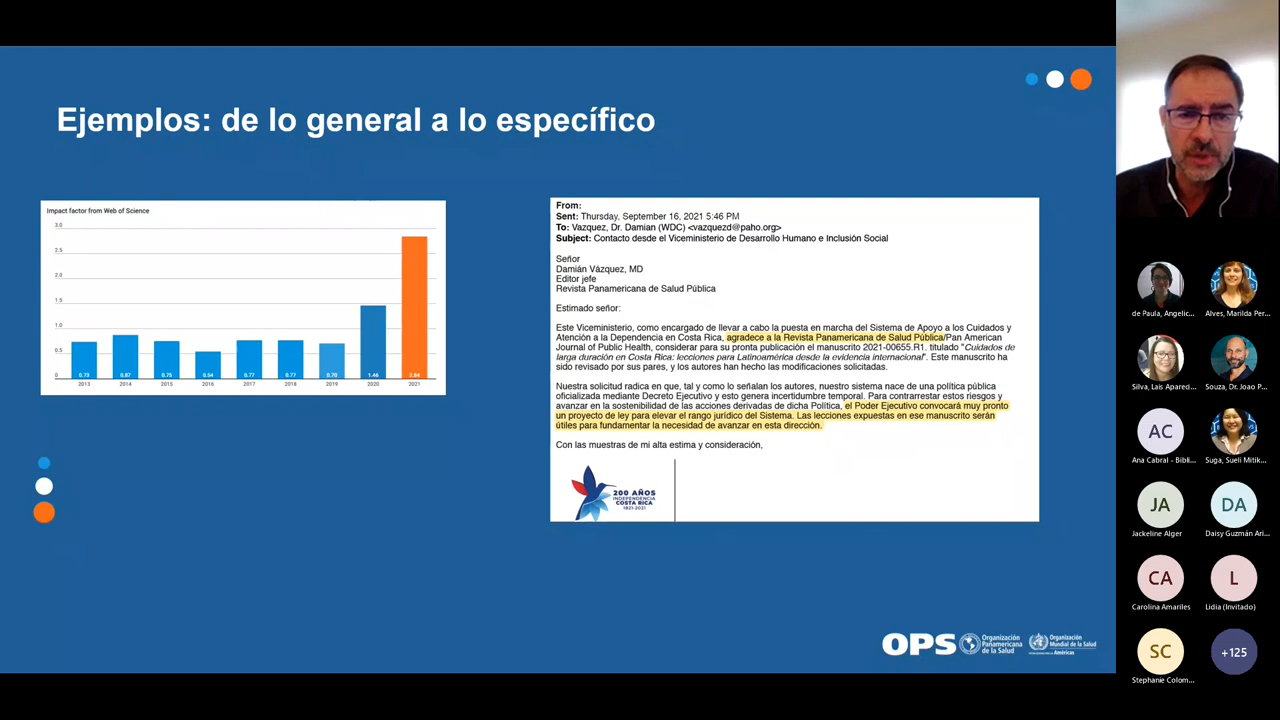 Ejemplos: de lo general a lo específico
Impact factor from Web of Science
3.0
2.5
2.0
1.5
1.0
0.5
0
0.73
0.87
0.75
0.54
0.77
0.77
0.70
1.46
2.84
2013
2014
2015
2016
2017
2018
2019
2020
2021
From:
Sent: Thursday, September 16, 2021 5:46 PM
To: Vazquez, Dr. Damian (WDC) <vazquezd@paho.org>
Subject: Contacto desde el Viceministerio de Desarrollo Humano e Inclusión Social
Señor
Damián Vázquez, MD
Editor jefe
Revista Panamericana de Salud Pública
Estimado señor:
Este Viceministerio, como encargado de llevar a cabo la puesta en marcha del Sistema de Apoyo a los Cuidados y
Atención a la Dependencia en Costa Rica, agradece a la Revista Panamericana de Salud Pública/Pan American
Journal of Public Health, considerar para su pronta publicación el manuscrito 2021-00655.R1. titulado "Cuidados de
larga duración en Costa Rica: lecciones para Latinoamérica desde la evidencia internacional". Este manuscrito ha
sido revisado por sus pares, y los autores han hecho las modificaciones solicitadas.
Nuestra solicitud radica en que, tal y como lo señalan los autores, nuestro sistema nace de una política pública
oficializada mediante Decreto Ejecutivo y esto genera incertidumbre temporal. Para contrarrestar estos riesgos y
avanzar en la sostenibilidad de las acciones derivadas de dicha Política, el Poder Ejecutivo convocará muy pronto
un proyecto de ley para elevar el rango jurídico del Sistema. Las lecciones expuestas en ese manuscrito serán
útiles para fundamentar la necesidad de avanzar en esta dirección.
Con las muestras de mi alta estima y consideración,
200 AÑOS
INDEPENDENCIA
COSTA RICA
1821-2021
OPS
Organización
Panamericana
de la Salud
Organización
Mundial de la Salud
Américas
de Paula, Angelic...
Alves, Marilda Per...
Silva, Lais Apared...
Souza, Dr. Joao P...
AC
Ana Cabral - Bibli...
Suga, Sueli Mitik...
JA
Jackeline Alger
DA
Daisy Guzmán Ari...
CA
Carolina Amariles
L
Lidia (Invitado)
SC
Stephanie Colom...
+125